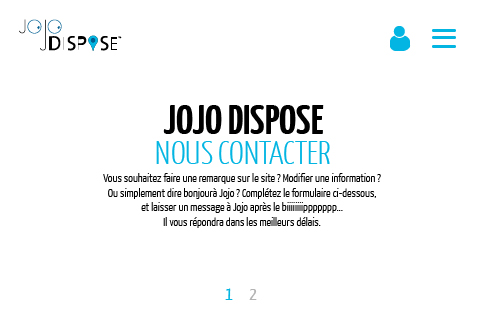 JOJO
DISPOSE™
JOJO DISPOSE
NOUS CONTACTER
Vous souhaitez faire une remarque sur le site ? Modifier une information ?
Ou simplement dire bonjourà Jojo ? Complétez le formulaire ci-dessous,
et laisser un message à Jojo après le biiiiiiiippppppp...
Il vous répondra dans les meilleurs délais.
1 2